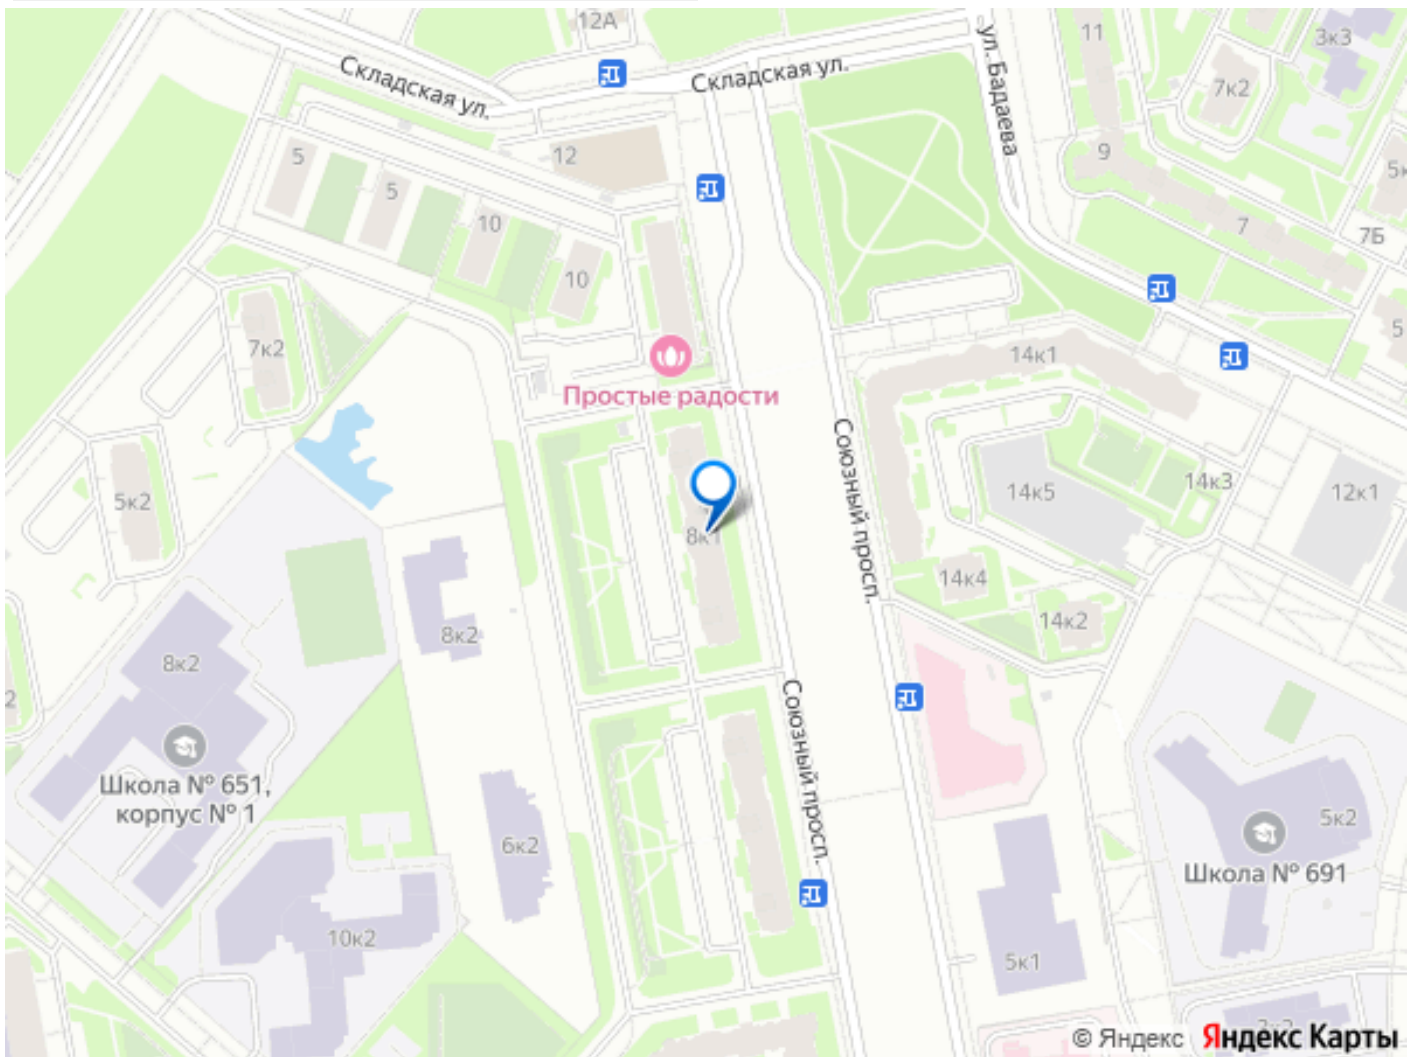 12А
11
3к3
Складская ул.
Складская ул.
ул. Бадаева
7к2
5
12
9
5
7
7Б
10
10
7к2
14к1
5
Простые радости
Союзный просп.
5к2
14к5
14к3
12к1
8к1
14к4
14к2
8к2
8к2
2
Союзный просп.
Школа № 651,
корпус № 1
6к2
5к2
Школа № 691
10к2
5к1
© Яндекс Яндекс Карты